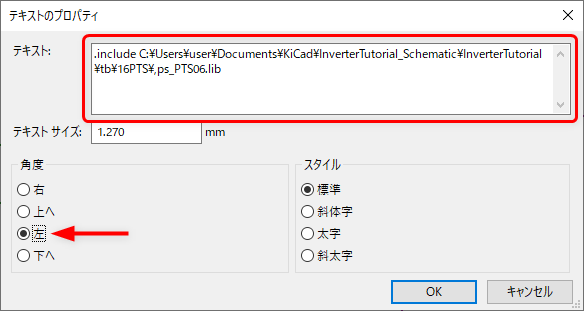 テキストのプロパティ
テキスト:
.include C:¥Users¥user¥Documents¥KiCad¥InverterTutorial_Schematic¥InverterTutorial
¥tb¥16PTS¥,ps_PTS06.lib
テキスト サイズ: 1.270 mm
角度
右
上へ
左
下へ
スタイル
標準
斜体字
太字
斜太字
OK
キャンセル